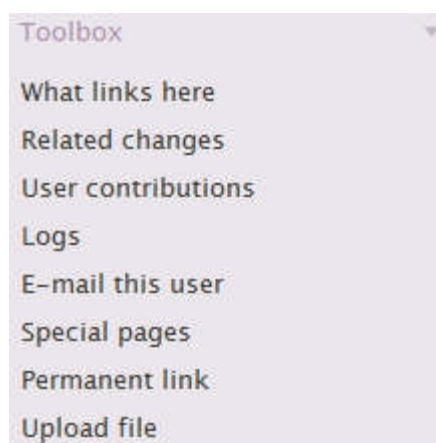 Toolbox
What links here
Related changes
User contributions
Logs
E-mail this user
Special pages
Permanent link
Upload file